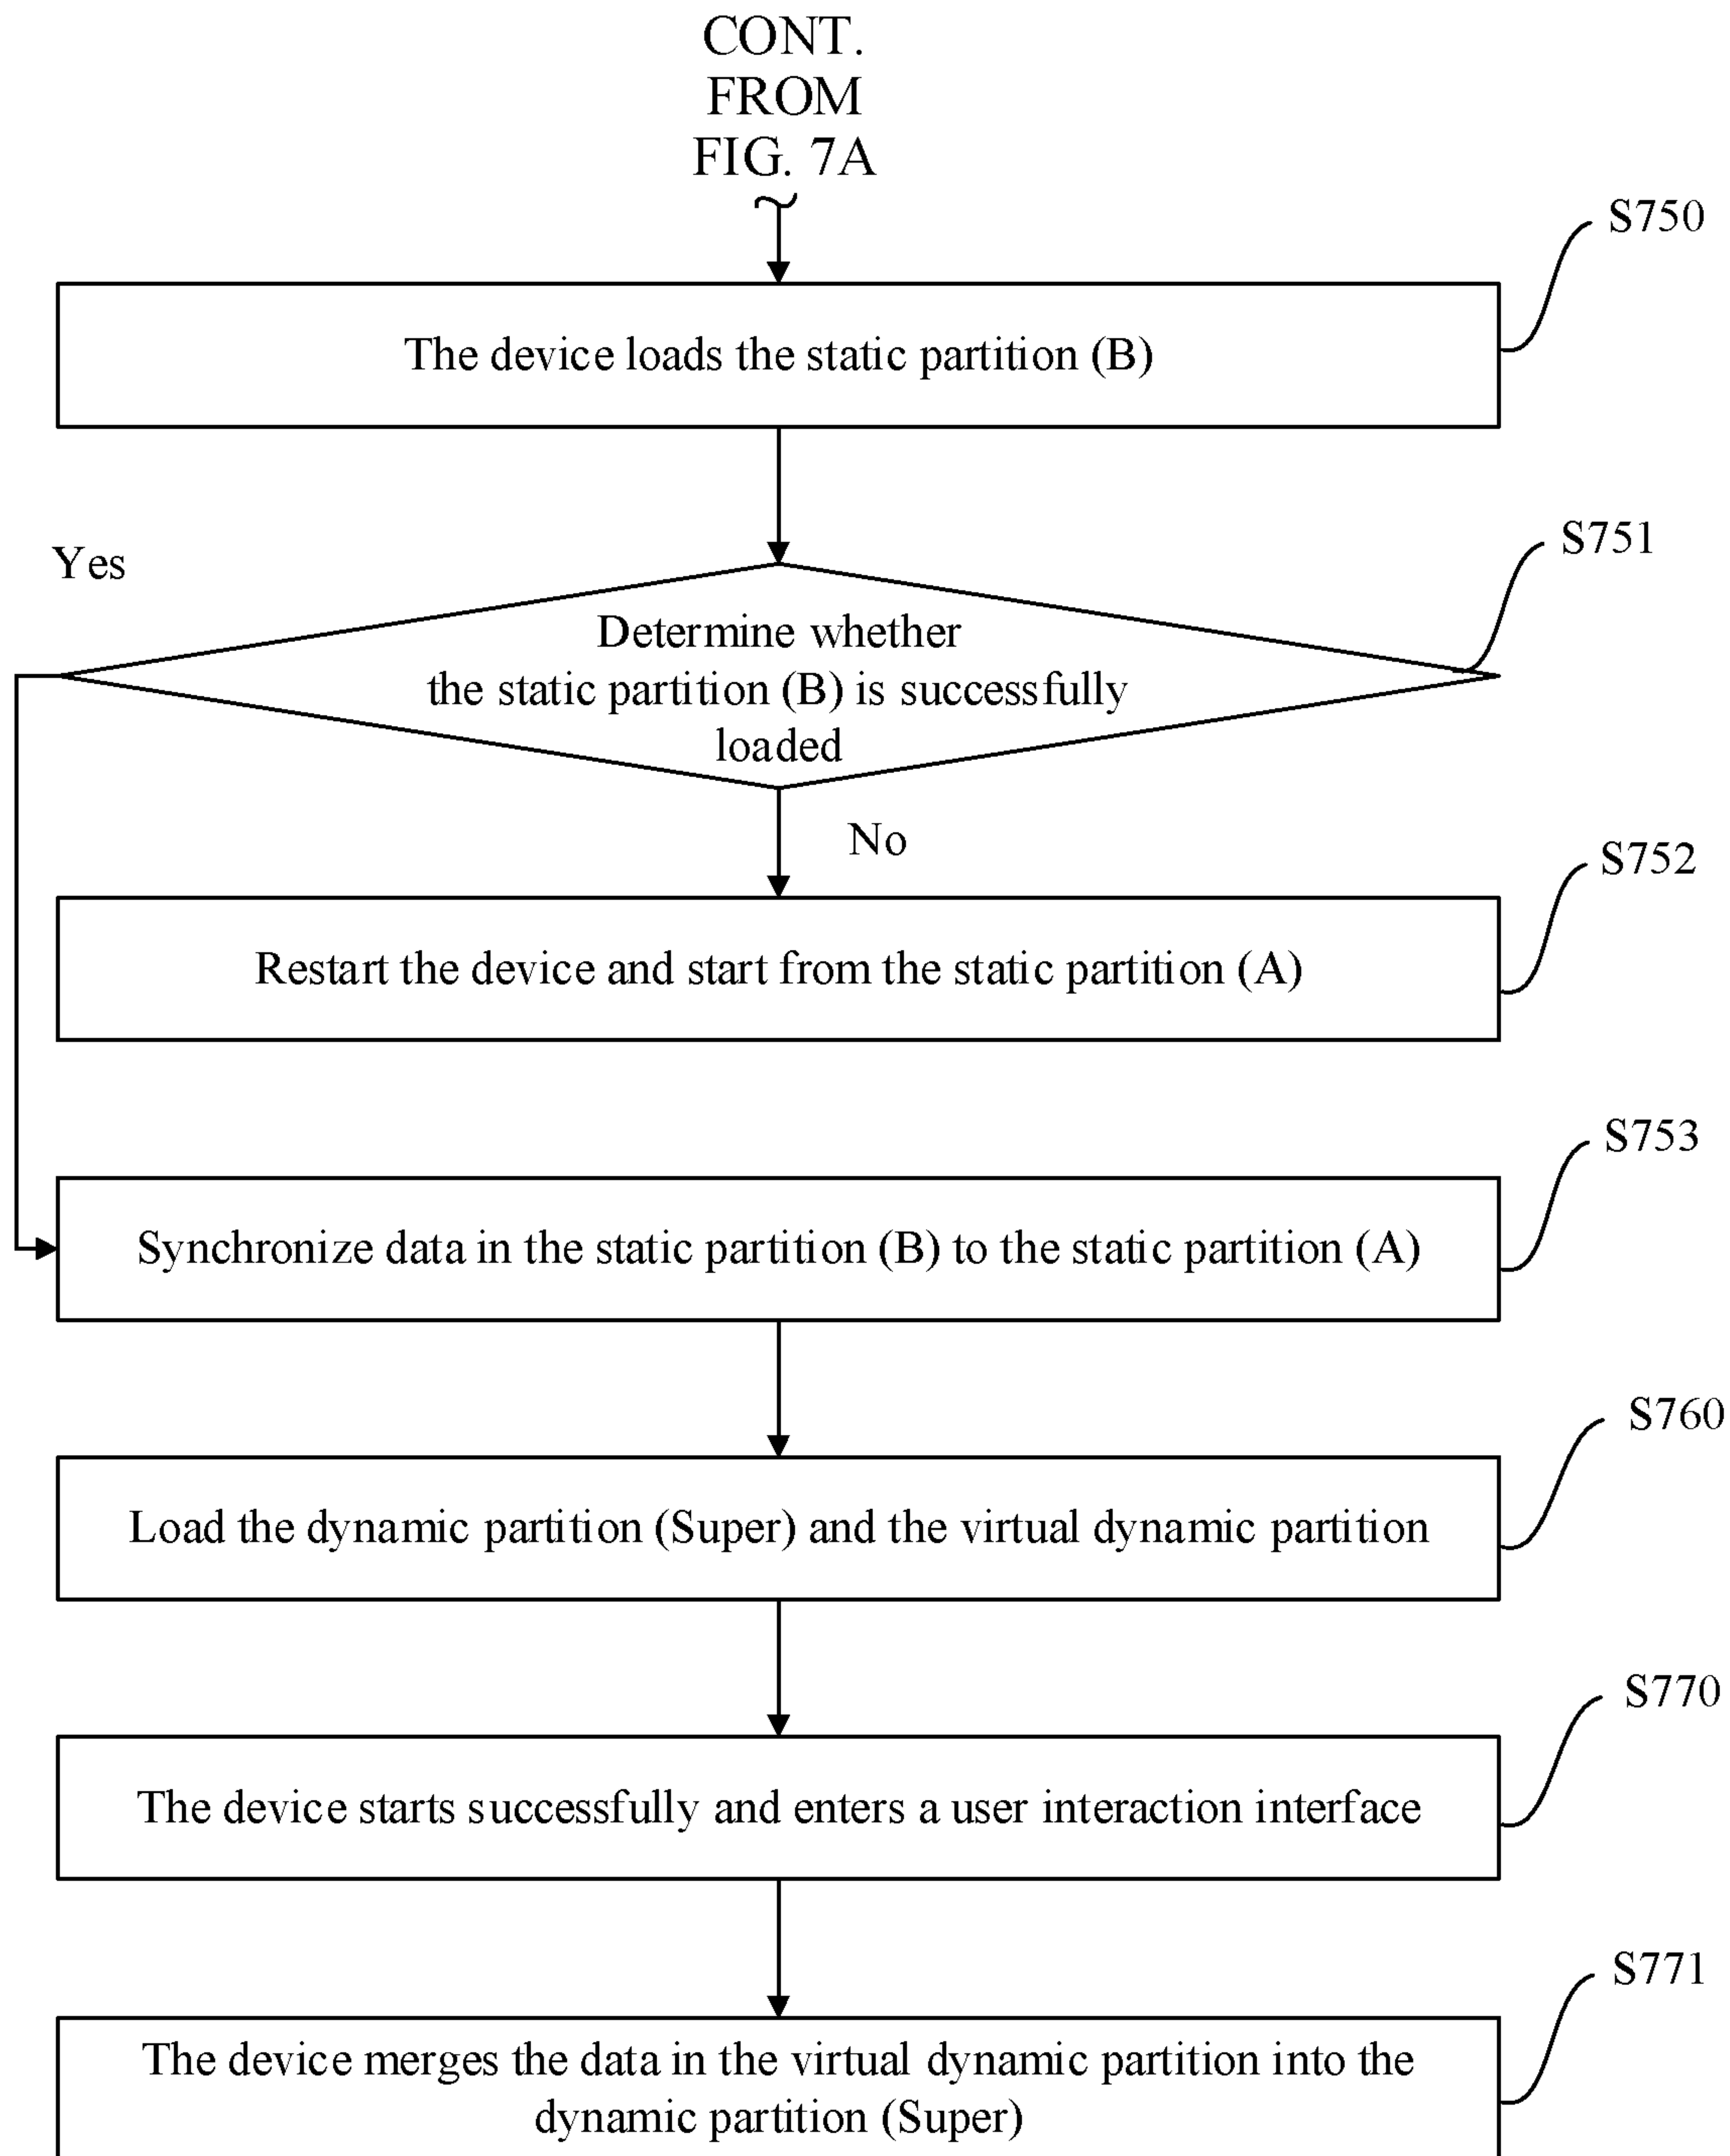 CONT.
FROM
FIG. 7A
S750
The device loads the static partition (B)
S751
Yes
Determine whether
the static partition (B) is successfully
loaded
No
S752
Restart the device and start from the static partition (A)
S753
Synchronize data in the static partition (B) to the static partition (A)
S760
Load the dynamic partition (Super) and the virtual dynamic partition
S770
The device starts successfully and enters a user interaction interface
S771
The device merges the data in the virtual dynamic partition into the
dynamic partition (Super)